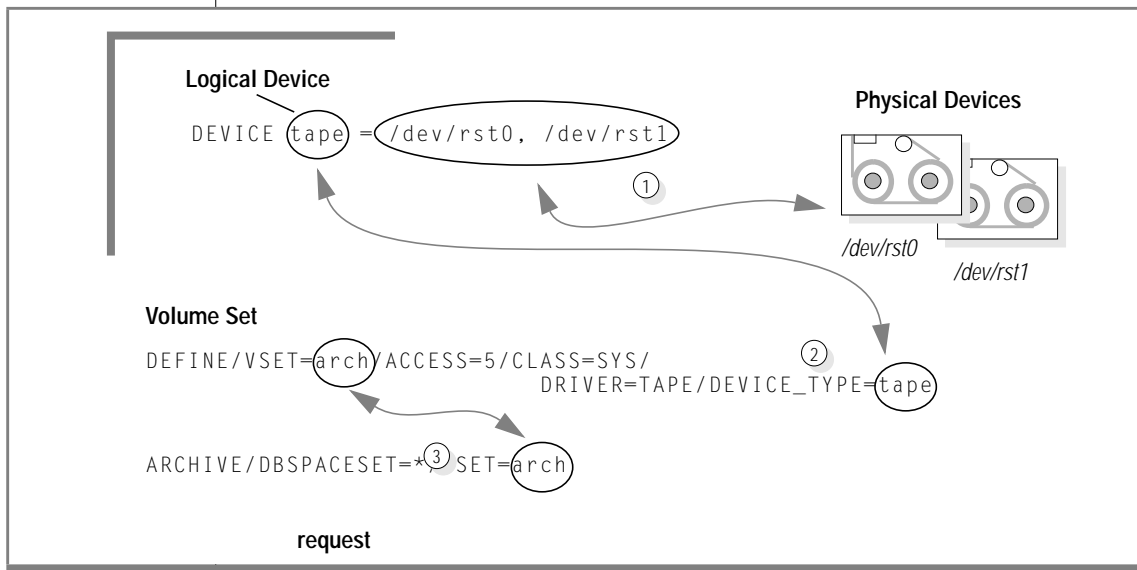 Logical Device
Physical Devices
DEVICE tape = /dev/rst0, /dev/rst1
1
/dev/rst0
/dev/rst1
Volume Set
DEFINE/VSET=arch/ACCESS=5/CLASS=SYS/
2
DRIVER=TAPE/DEVICE_TYPE=tape
ARCHIVE/DBSPACESET=*/ SET=arch
3
request